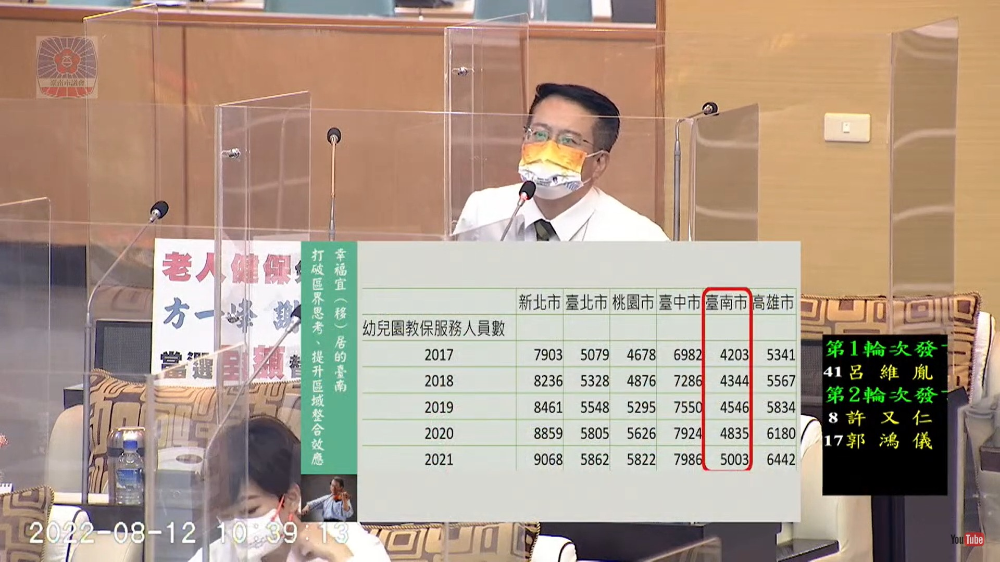 臺南市議會
老人健保
方一峰 謝
當選
幸福宜（移）居的臺南
打破區界思考、提升區域整合效應
新北市 臺北市 桃園市 臺中市 臺南市 高雄市
幼兒園教保服務人員數
2017 7903 5079 4678 6982 4203 5341
2018 8236 5328 4876 7286 4344 5567
2019 8461 5548 5295 7550 4546 5834
2020 8859 5805 5626 7924 4835 6180
2021 9068 5862 5822 7986 5003 6442
第1輪次發
41 呂維胤
第2輪次發
8 許又仁
17 郭鴻儀
2022-08-12 10:39:13
YouTube